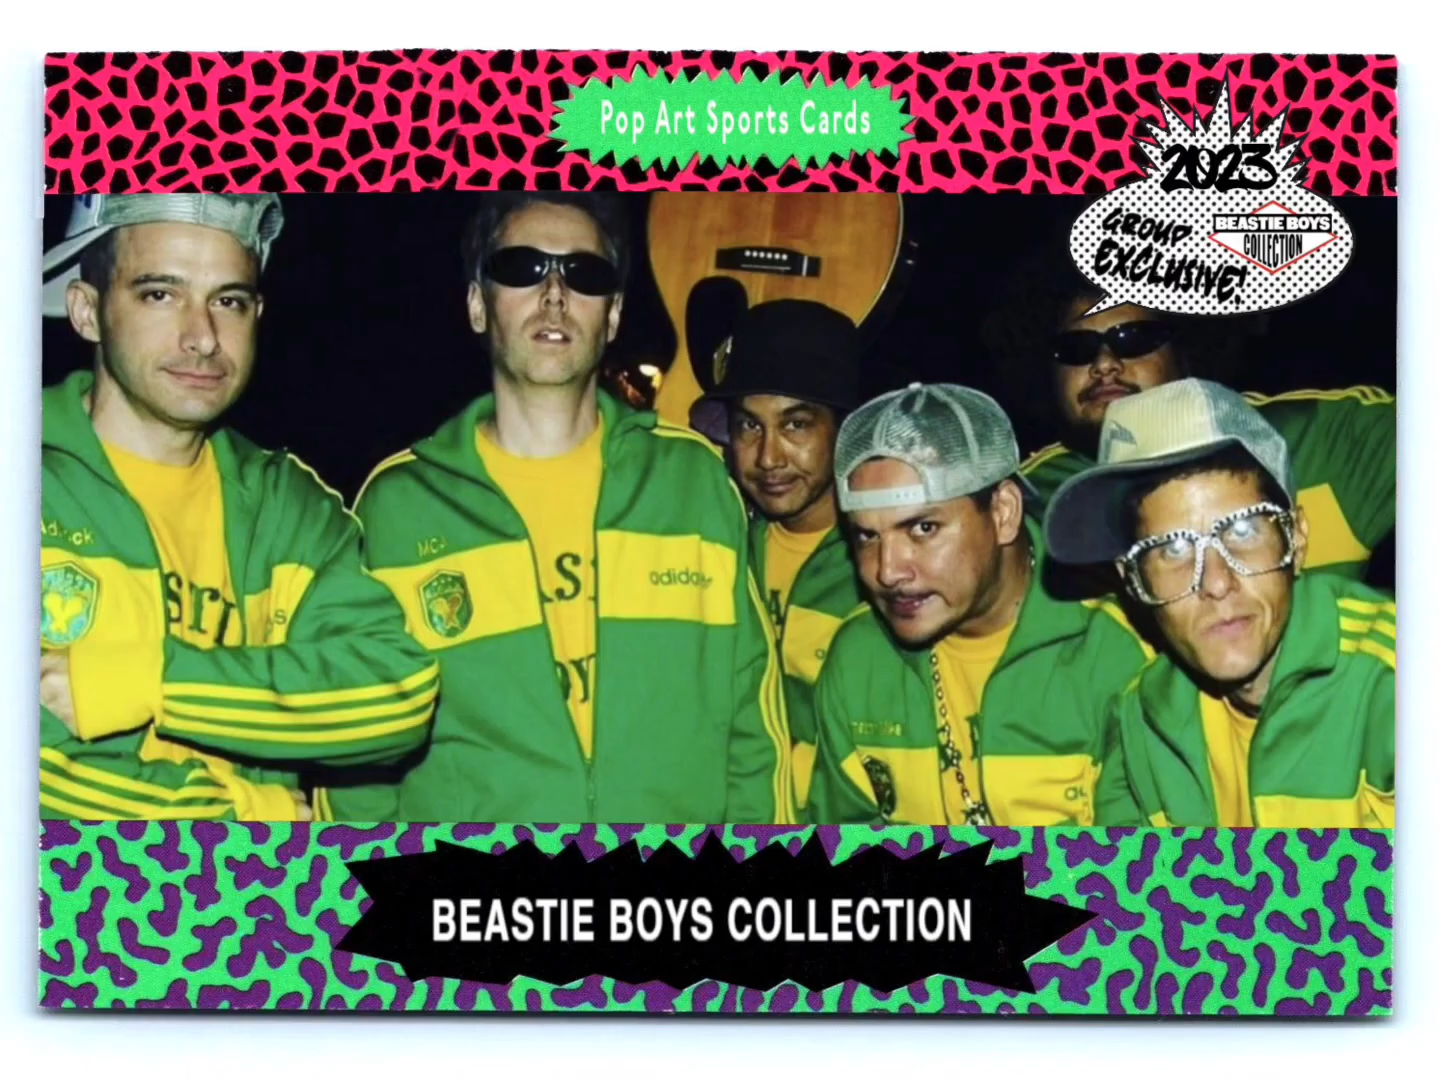 Pop Art Sports Cards
2023
GROUP
EXCLUSIVE!
BEASTIE BOYS
COLLECTION
MCA
adidas
BEASTIE BOYS COLLECTION